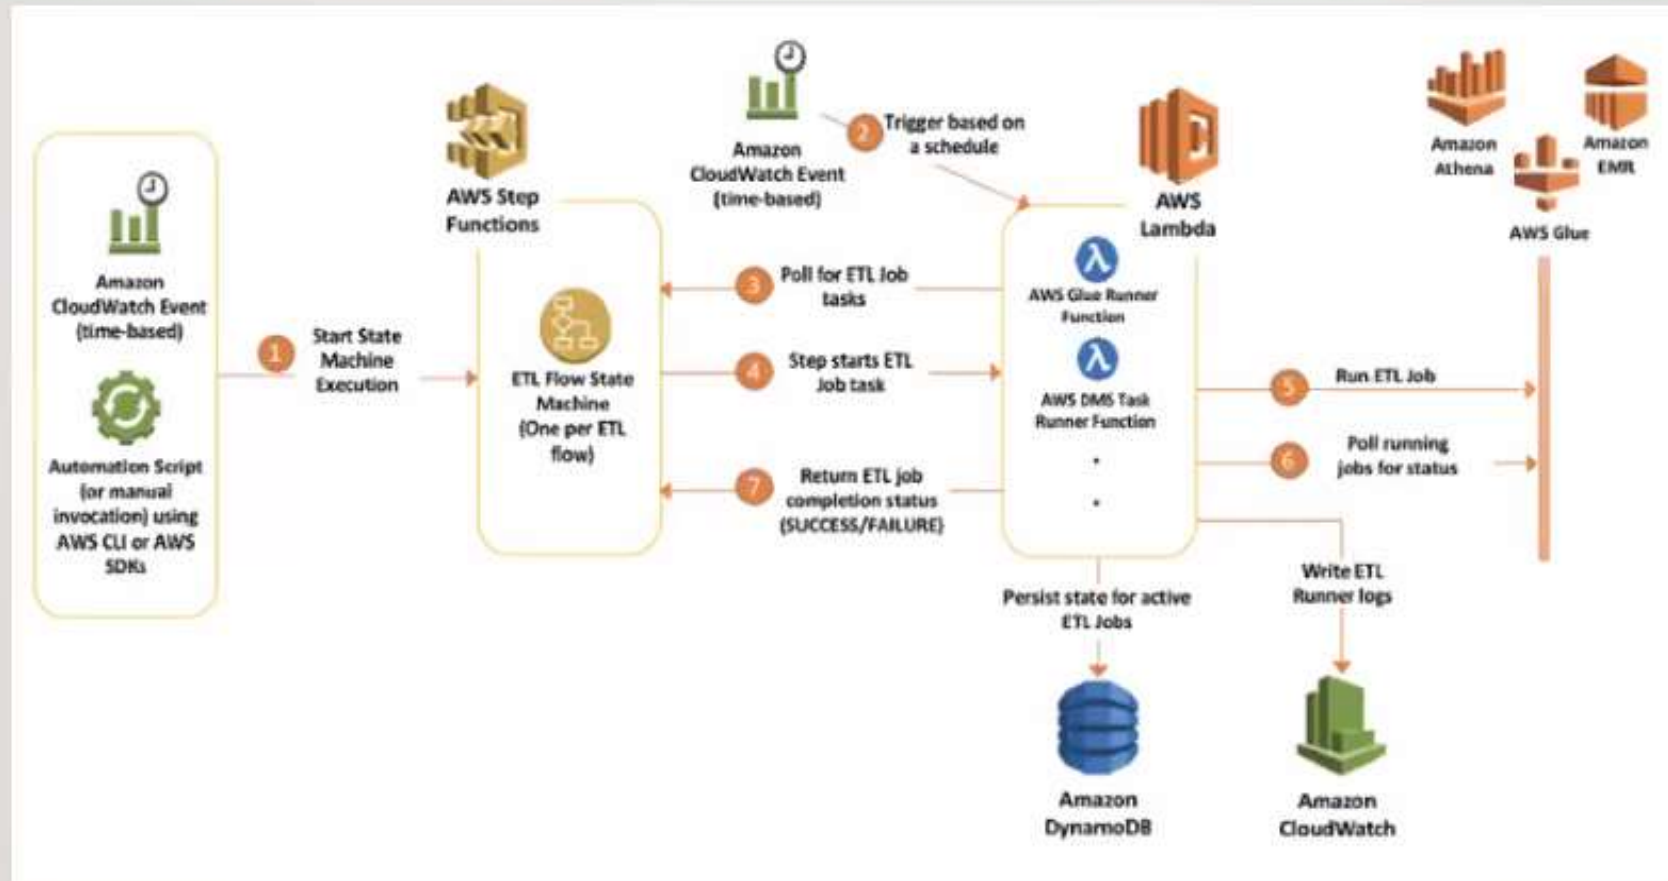 Amazon
CloudWatch Event
(time-based)
Automation Script
(or manual
invocation) using
AWS CLI or AWS
SDKs
1
Start State
Machine
Execution
AWS Step
Functions
ETL Flow State
Machine
(One per ETL
flow)
Amazon
CloudWatch Event
(time-based)
2
Trigger based on
a schedule
3
Poll for ETL Job
tasks
4
Step starts ETL
Job task
7
Return ETL job
completion status
(SUCCESS/FAILURE)
AWS
Lambda
λ
AWS Glue Runner
Function
λ
AWS DMS Task
Runner Function
.
.
Amazon
Athena
Amazon
EMR
AWS Glue
5
Run ETL Job
6
Poll running
jobs for status
Persist state for active
ETL Jobs
Write ETL
Runner logs
Amazon
DynamoDB
Amazon
CloudWatch